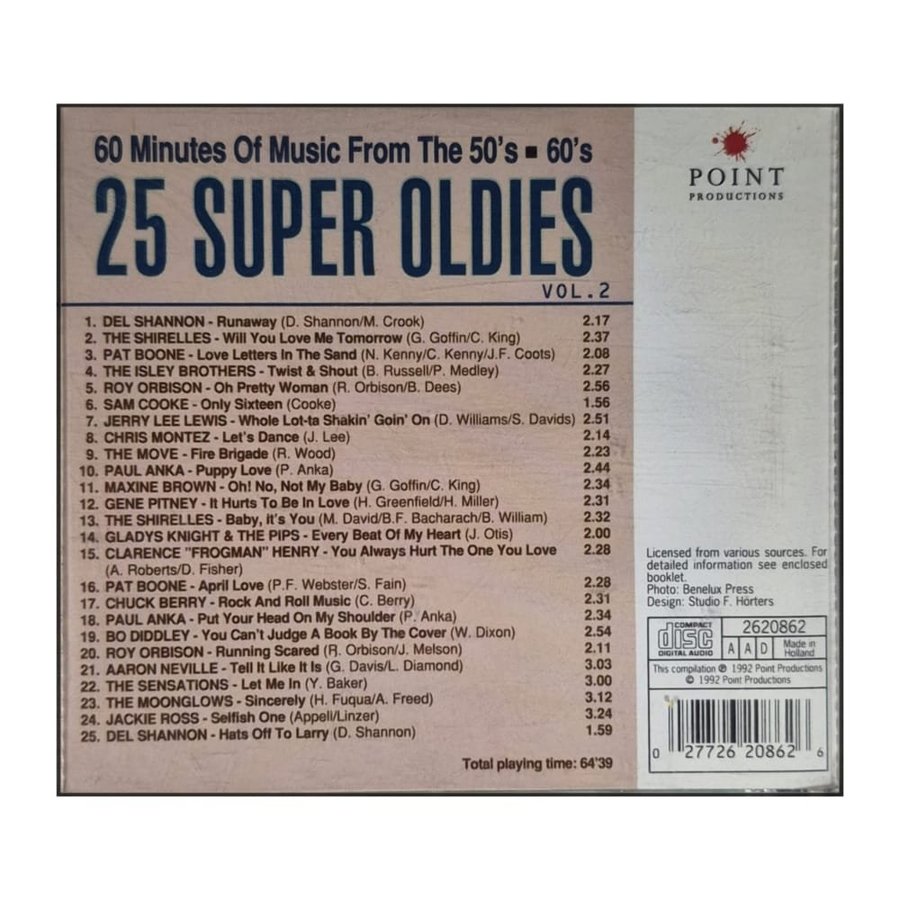 60 Minutes Of Music From The 50's ■ 60's
25 SUPER OLDIES
VOL.2
1. DEL SHANNON - Runaway (D. Shannon/M. Crook) 2.17
2. THE SHIRELLES - Will You Love Me Tomorrow (G. Goffin/C. King) 2.37
3. PAT BOONE - Love Letters In The Sand (N. Kenny/C. Kenny/J.F. Coots) 2.08
4. THE ISLEY BROTHERS - Twist & Shout (B. Russell/P. Medley) 2.27
5. ROY ORBISON - Oh Pretty Woman (R. Orbison/B. Dees) 2.56
6. SAM COOKE - Only Sixteen (Cooke) 1.56
7. JERRY LEE LEWIS - Whole Lot-ta Shakin' Goin' On (D. Williams/S. Davids) 2.51
8. CHRIS MONTEZ - Let's Dance (J. Lee) 2.14
9. THE MOVE - Fire Brigade (R. Wood) 2.23
10. PAUL ANKA - Puppy Love (P. Anka) 2.44
11. MAXINE BROWN - Oh! No, Not My Baby (G. Goffin/C. King) 2.34
12. GENE PITNEY - It Hurts To Be In Love (H. Greenfield/H. Miller) 2.31
13. THE SHIRELLES - Baby, it's You (M. David/B.F. Bacharach/B. William) 2.32
14. GLADYS KNIGHT & THE PIPS - Every Beat Of My Heart (J. Otis) 2.00
15. CLARENCE "FROGMAN" HENRY - You Always Hurt The One You Love 2.28
(A. Roberts/D. Fisher)
16. PAT BOONE - April Love (P.F. Webster/S. Fain) 2.28
17. CHUCK BERRY - Rock And Roll Music (C. Berry) 2.31
18. PAUL ANKA - Put Your Head On My Shoulder (P. Anka) 2.34
19. BO DIDDLEY - You Can't Judge A Book By The Cover (W. Dixon) 2.54
20. ROY ORBISON - Running Scared (R. Orbison/J. Melson) 2.11
21. AARON NEVILLE - Tell It Like It Is (G. Davis/L. Diamond) 3.03
22. THE SENSATIONS - Let Me In (Y. Baker) 3.00
23. THE MOONGLOWS - Sincerely (H. Fuqua/A. Freed) 3.12
24. JACKIE ROSS - Selfish One (Appell/Linzer) 3.24
25. DEL SHANNON - Hats Off To Larry (D. Shannon) 1.59
Total playing time: 64'39
POINT
PRODUCTIONS
Licensed from various sources. For
detailed information see enclosed
booklet.
Photo: Benelux Press
Design: Studio F. Hörters
COMPACT
disc
DIGITAL AUDIO
2620862
A A D
Made in
Holland
This compilation ℗ 1992 Point Productions
© 1992 Point Productions
0 27726 20862 6